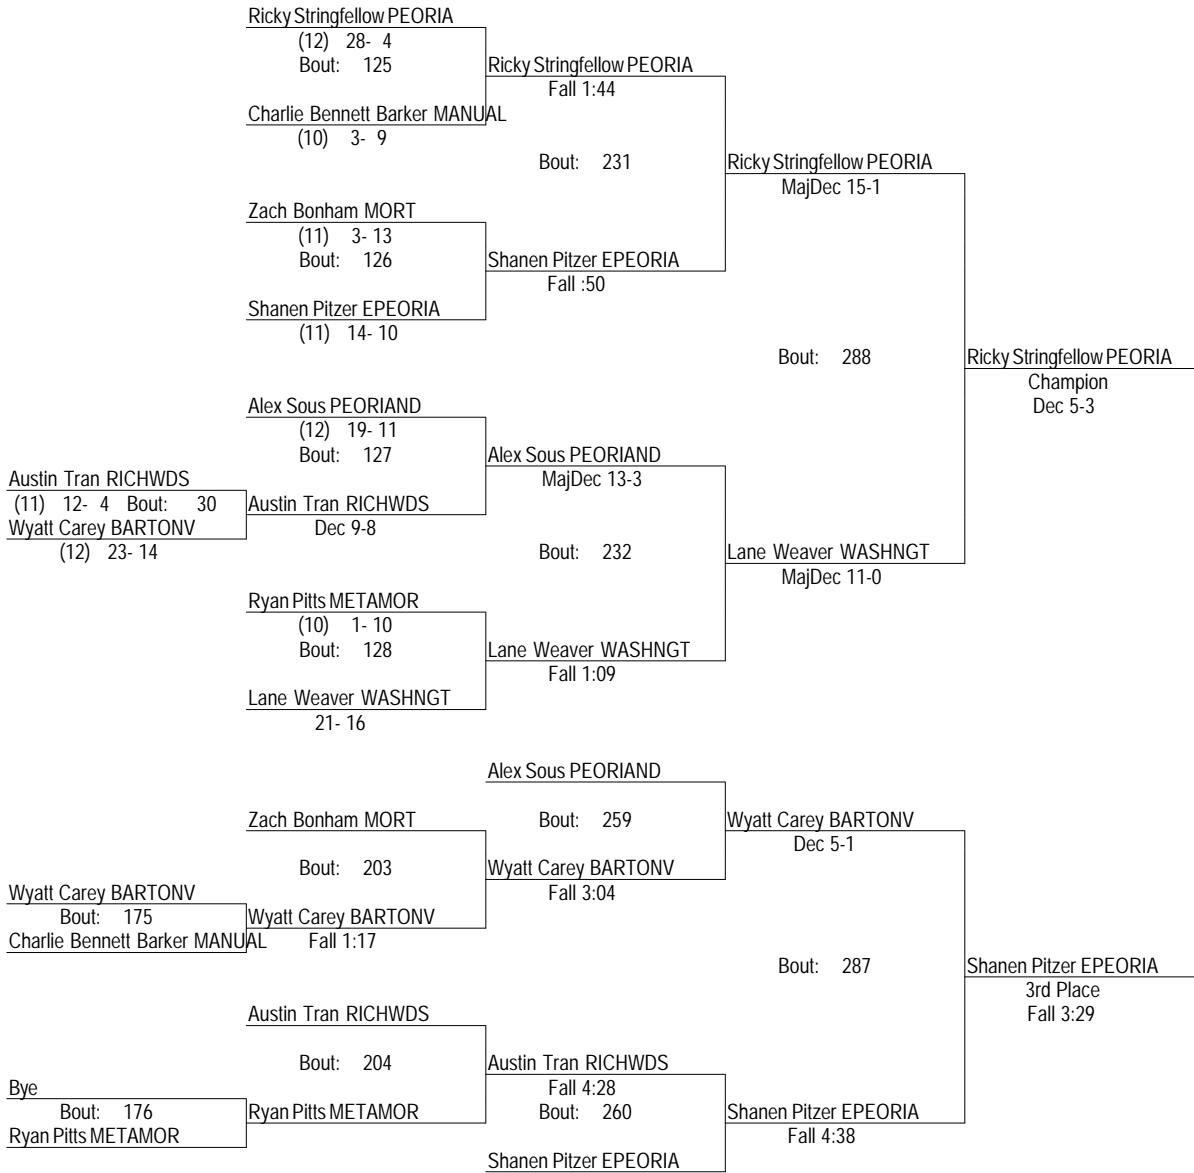 Ricky Stringfellow PEORIA
(12) 28- 4
Bout: 125
Ricky Stringfellow PEORIA
Fall 1:44
Charlie Bennett Barker MANUAL
(10) 3- 9
Bout: 231
Ricky Stringfellow PEORIA
MajDec 15-1
Zach Bonham MORT
(11) 3- 13
Bout: 126
Shanen Pitzer EPEORIA
Fall :50
Shanen Pitzer EPEORIA
(11) 14- 10
Bout: 288
Ricky Stringfellow PEORIA
Champion
Dec 5-3
Alex Sous PEORIAND
(12) 19- 11
Bout: 127
Alex Sous PEORIAND
MajDec 13-3
Austin Tran RICHWDS
(11) 12- 4 Bout: 30
Austin Tran RICHWDS
Dec 9-8
Wyatt Carey BARTONV
(12) 23- 14
Bout: 232
Lane Weaver WASHNGT
MajDec 11-0
Ryan Pitts METAMOR
(10) 1- 10
Bout: 128
Lane Weaver WASHNGT
Fall 1:09
Lane Weaver WASHNGT
21- 16
Alex Sous PEORIAND
Zach Bonham MORT
Bout: 259
Wyatt Carey BARTONV
Dec 5-1
Bout: 203
Wyatt Carey BARTONV
Fall 3:04
Wyatt Carey BARTONV
Bout: 175
Wyatt Carey BARTONV
Fall 1:17
Charlie Bennett Barker MANUAL
Bout: 287
Shanen Pitzer EPEORIA
3rd Place
Fall 3:29
Austin Tran RICHWDS
Bout: 204
Austin Tran RICHWDS
Fall 4:28
Bye
Bout: 176
Ryan Pitts METAMOR
Ryan Pitts METAMOR
Bout: 260
Shanen Pitzer EPEORIA
Fall 4:38
Shanen Pitzer EPEORIA